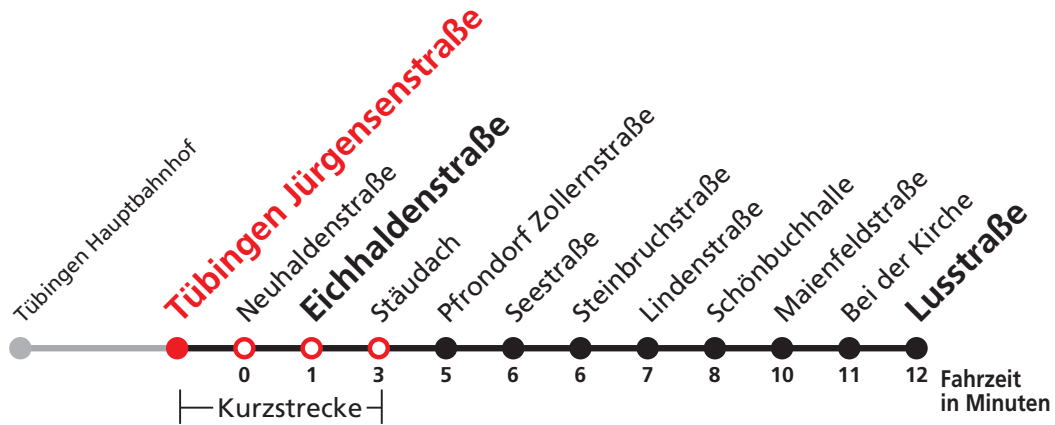 Tübingen Hauptbahnhof
Tübingen Jürgensenstraße
Neuhaldenstraße
Eichhaldenstraße
Stäudach
Pfrondorf Zollernstraße
Seestraße
Steinbruchstraße
Lindenstraße
Schönbuchhalle
Maienfeldstraße
Bei der Kirche
Lusstraße
0 1 3 5 6 6 7 8 10 11 12 Fahrzeit
in Minuten
Kurzstrecke